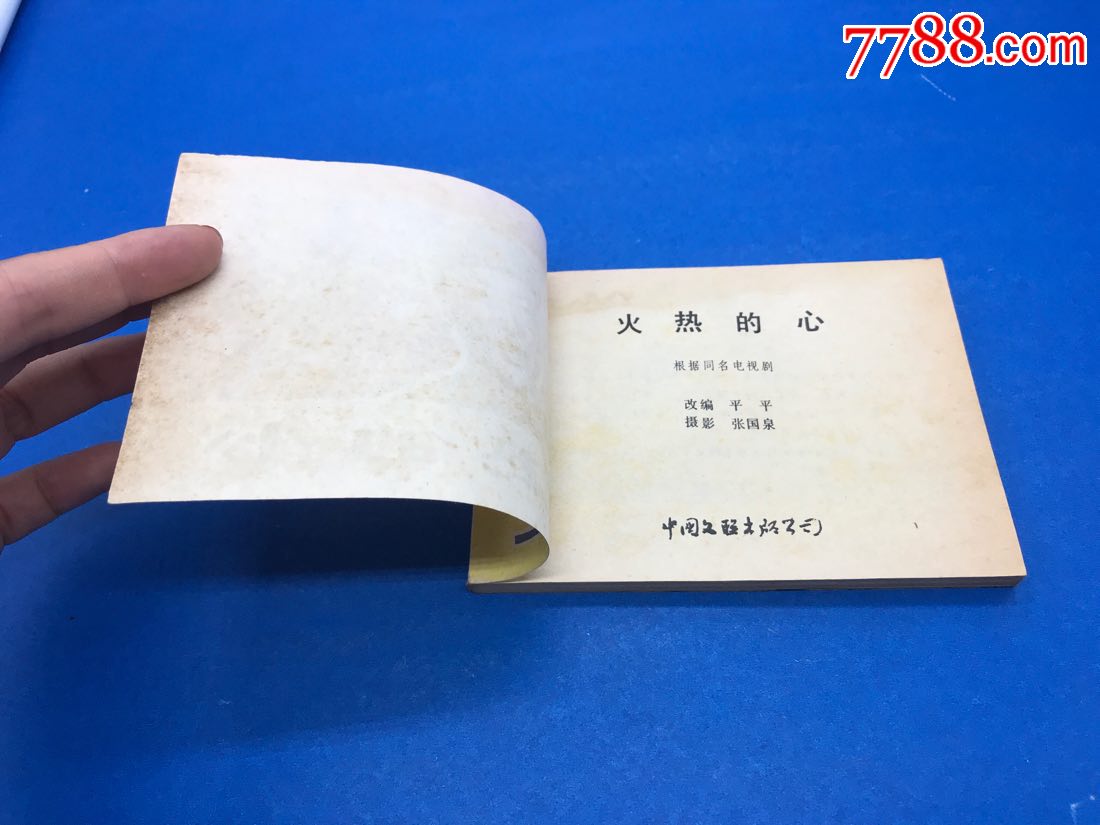 7788.com
火热的心
根据同名电视剧
改编 平平
摄影 张国泉
中国文联出版公司